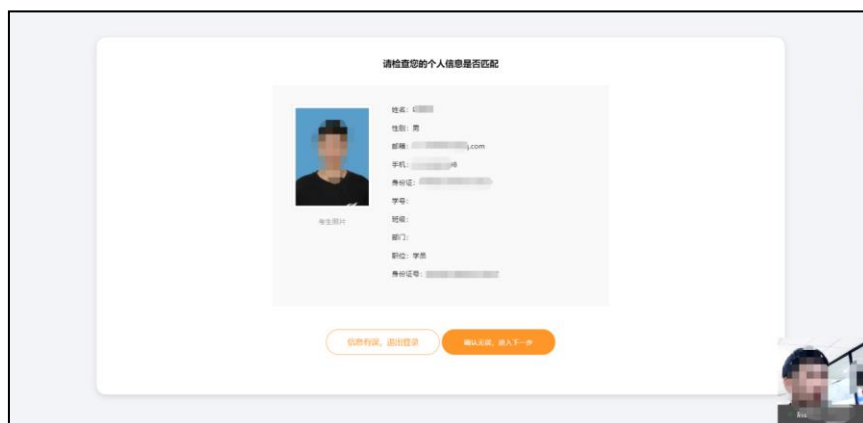 请检查您的个人信息是否匹配
姓名：
性别：男
邮箱：.com
手机：
身份证：
学号：
班级：
部门：
职位：学员
身份证号：
考生照片
信息有误，退出登录
确认无误，进入下一步